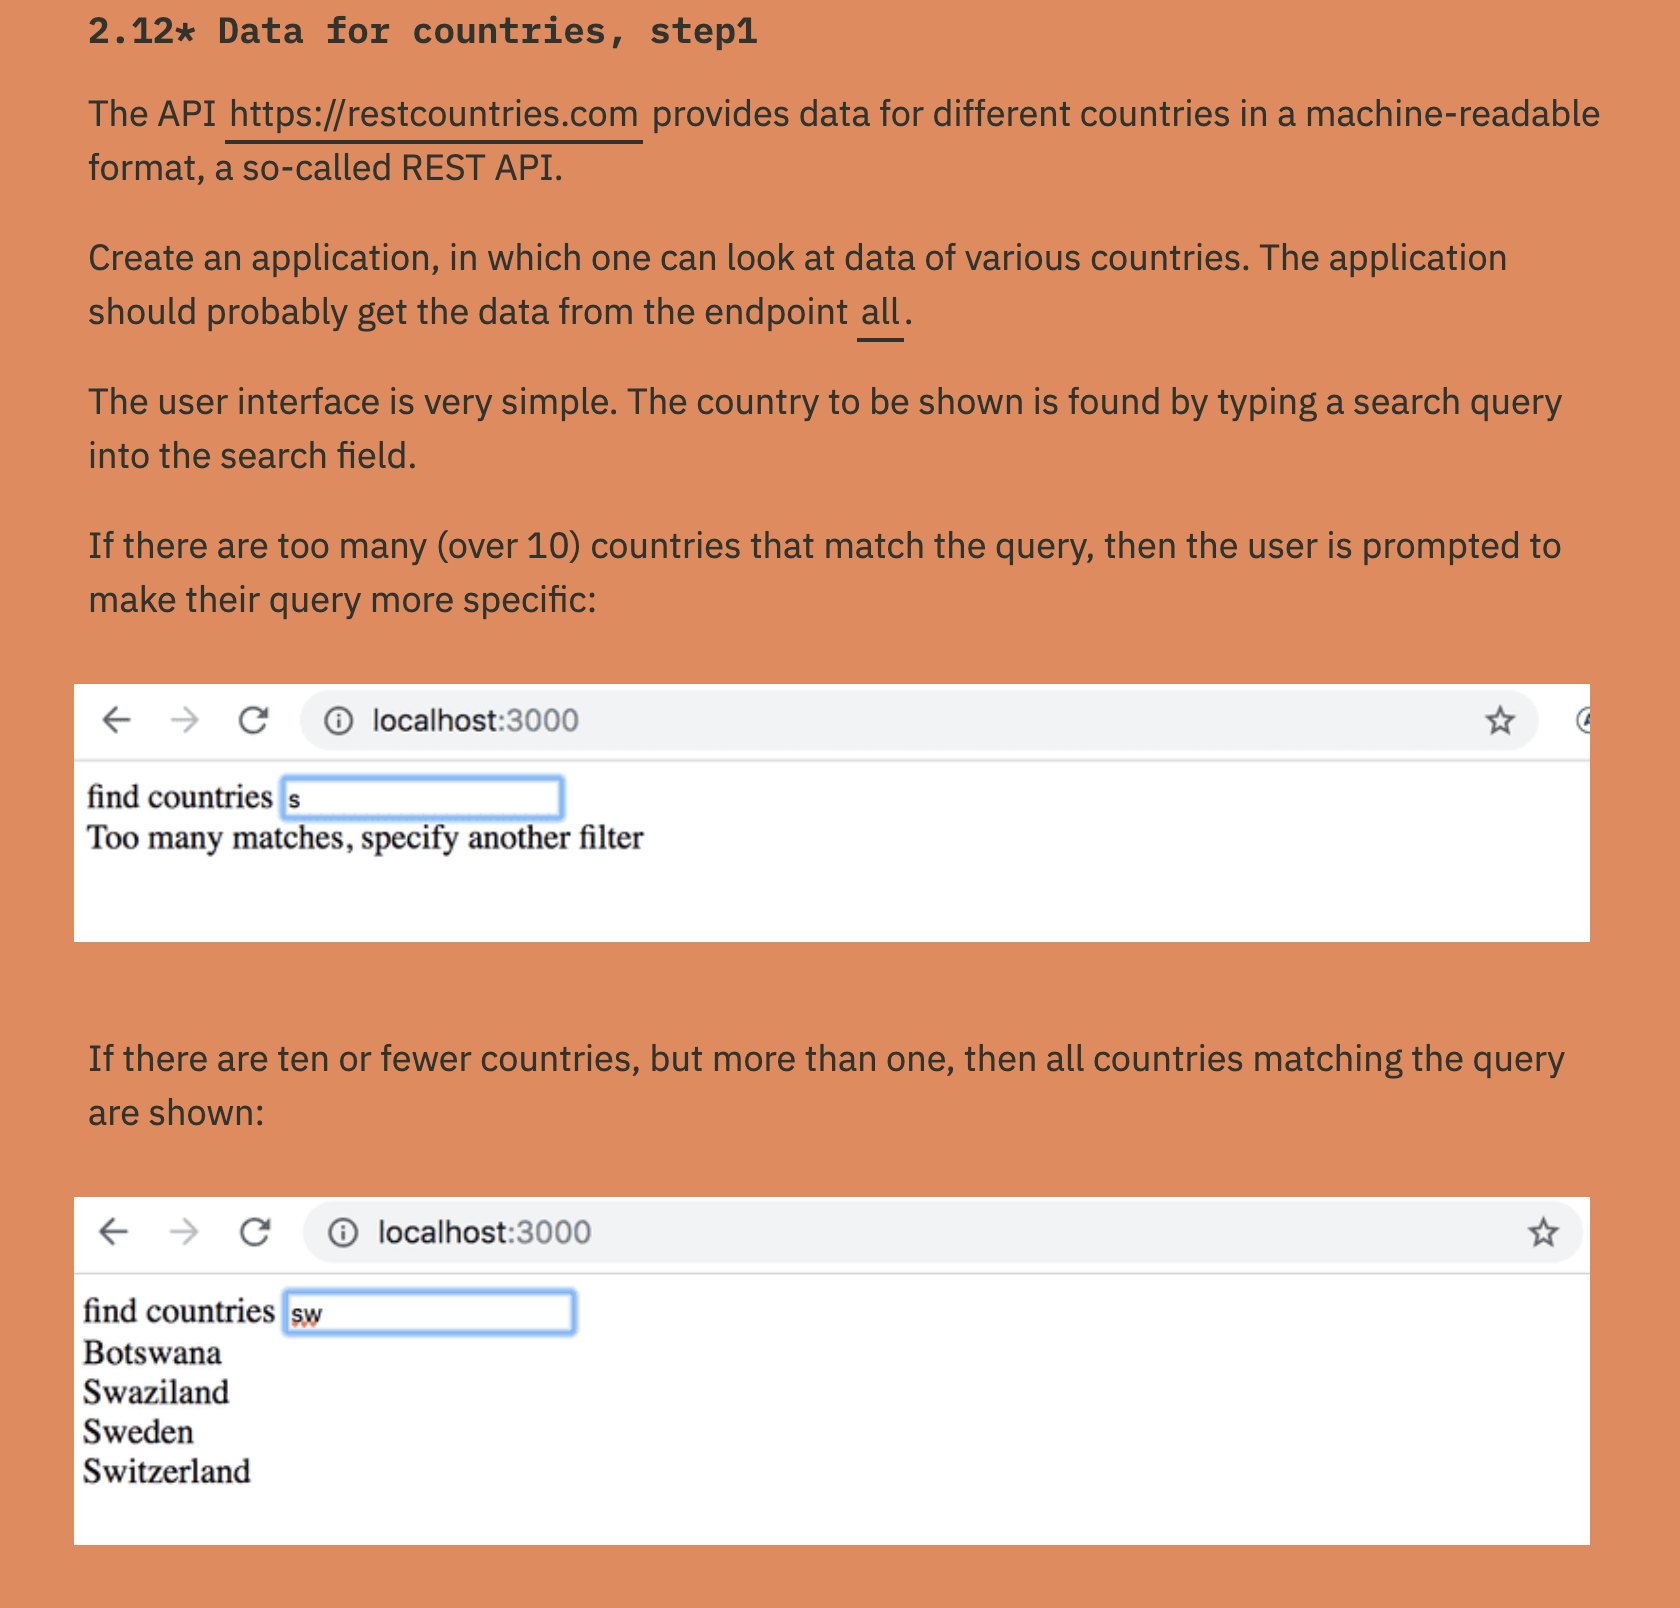 2.12* Data for countries, step1
The API https://restcountries.com provides data for different countries in a machine-readable
format, a so-called REST API.
Create an application, in which one can look at data of various countries. The application
should probably get the data from the endpoint all.
The user interface is very simple. The country to be shown is found by typing a search query
into the search field.
If there are too many (over 10) countries that match the query, then the user is prompted to
make their query more specific:
localhost:3000
find countries s
Too many matches, specify another filter
If there are ten or fewer countries, but more than one, then all countries matching the query
are shown:
localhost:3000
find countries sw
Botswana
Swaziland
Sweden
Switzerland